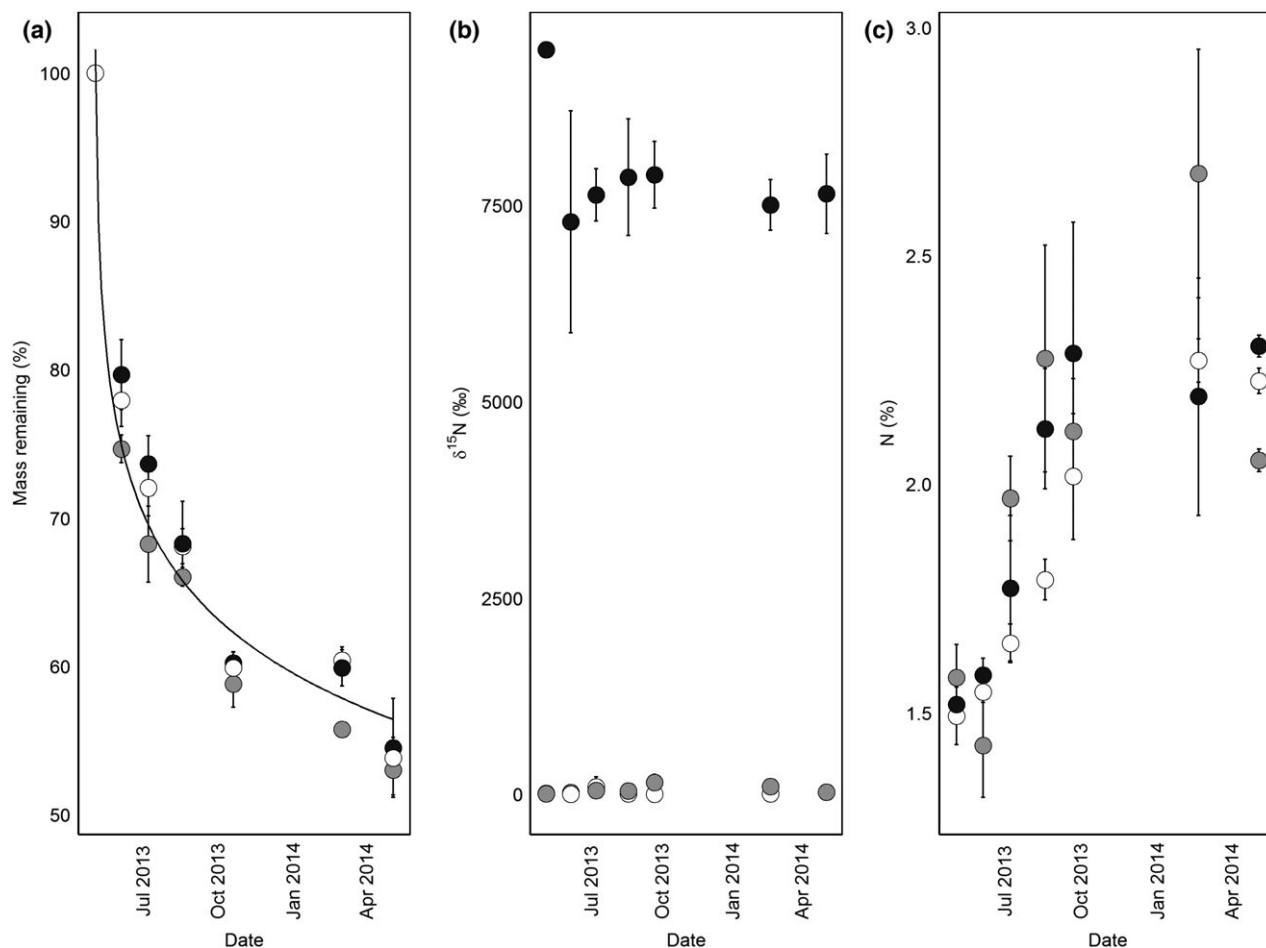 (a)
100
90
80
70
60
50
Mass remaining (%)
Jul 2013
Oct 2013
Jan 2014
Apr 2014
Date
(b)
7500
5000
2500
0
δ¹⁵N (‰)
Jul 2013
Oct 2013
Jan 2014
Apr 2014
Date
(c)
3.0
2.5
2.0
1.5
N (%)
Jul 2013
Oct 2013
Jan 2014
Apr 2014
Date